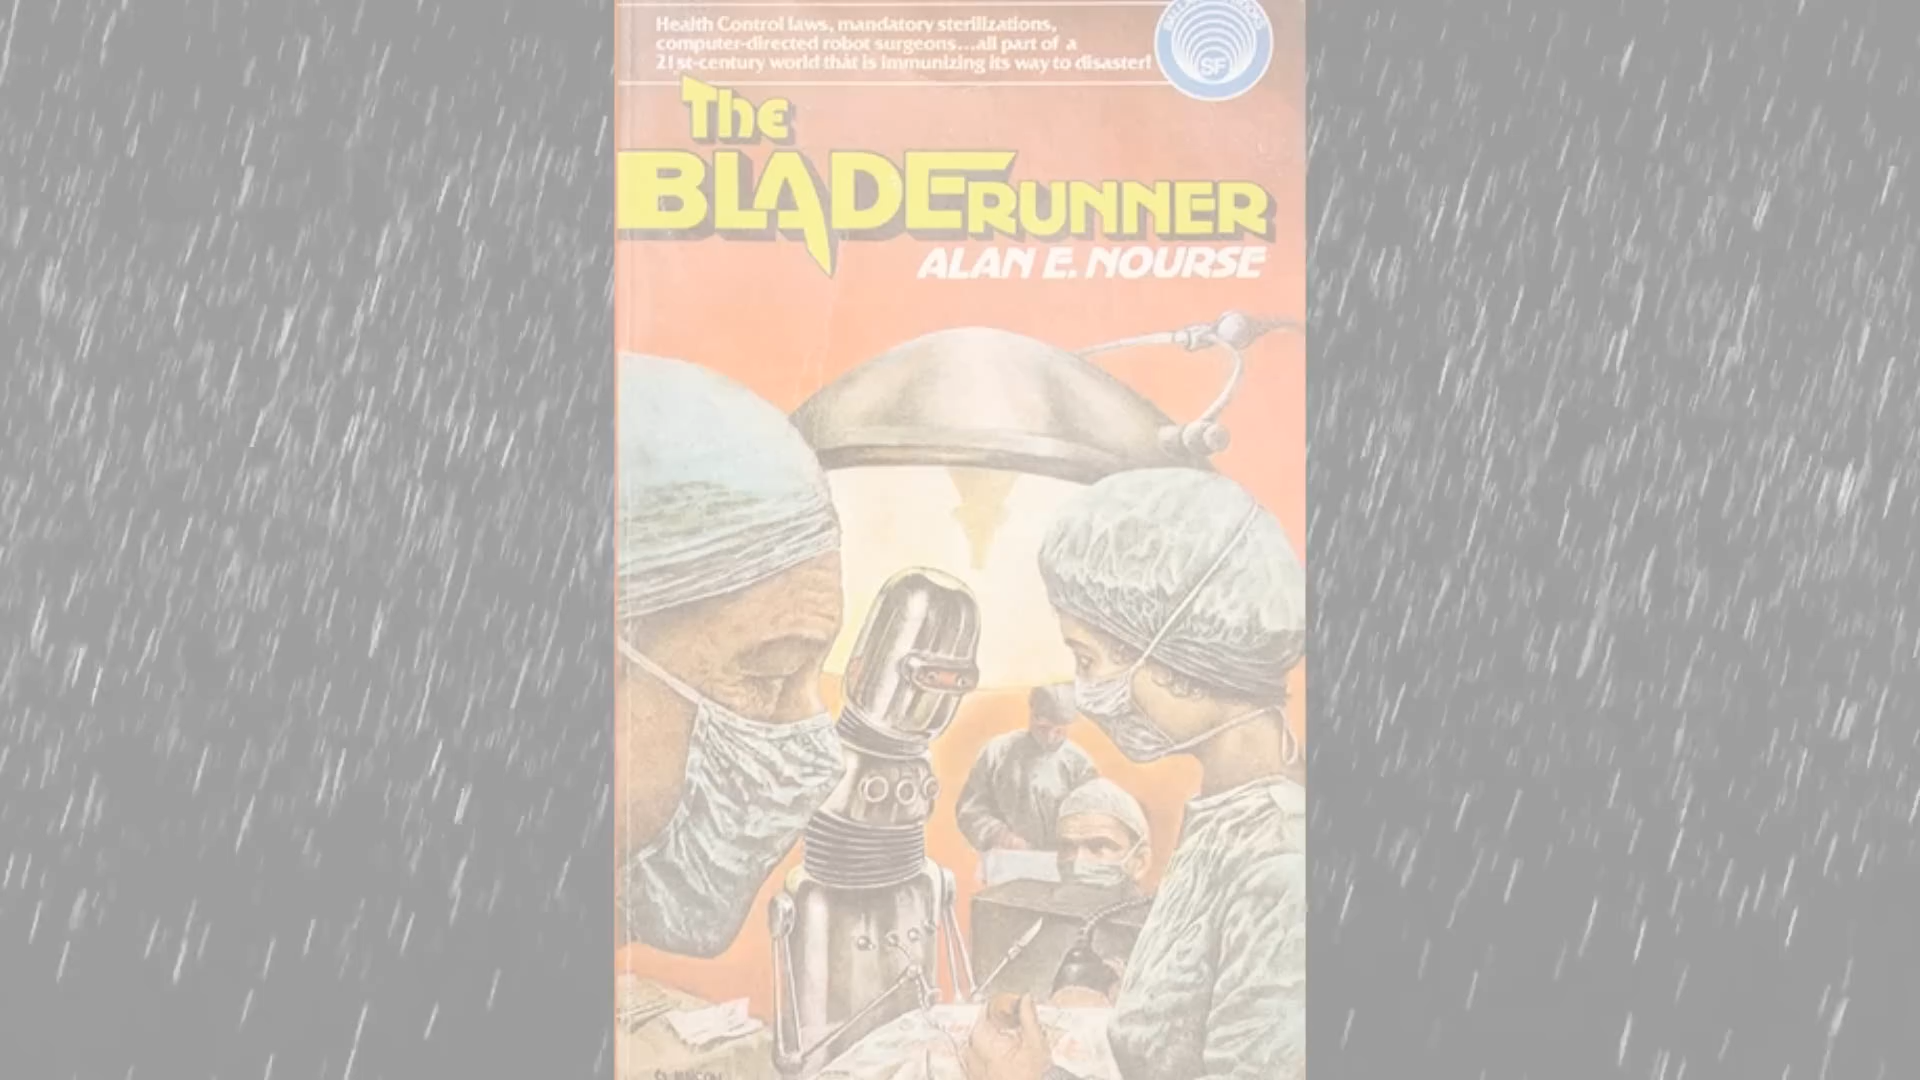 Health Control laws, mandatory sterilizations,
computer-directed robot surgeons...all part of a
21st-century world that is immunizing its way to disaster!
SF
The
BLADERUNNER
ALAN E. NOURSE